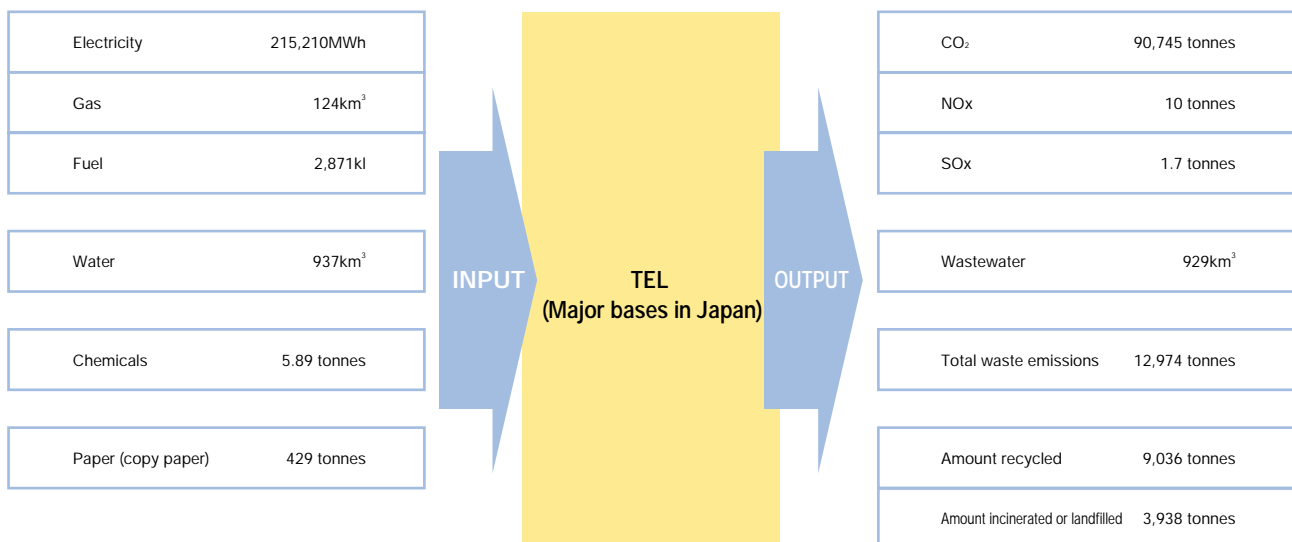 Electricity 215,210MWh
Gas 124km³
Fuel 2,871kl
Water 937km³
Chemicals 5.89 tonnes
Paper (copy paper) 429 tonnes
INPUT
TEL
(Major bases in Japan)
OUTPUT
CO₂ 90,745 tonnes
NOx 10 tonnes
SOx 1.7 tonnes
Wastewater 929km³
Total waste emissions 12,974 tonnes
Amount recycled 9,036 tonnes
Amount incinerated or landfilled 3,938 tonnes